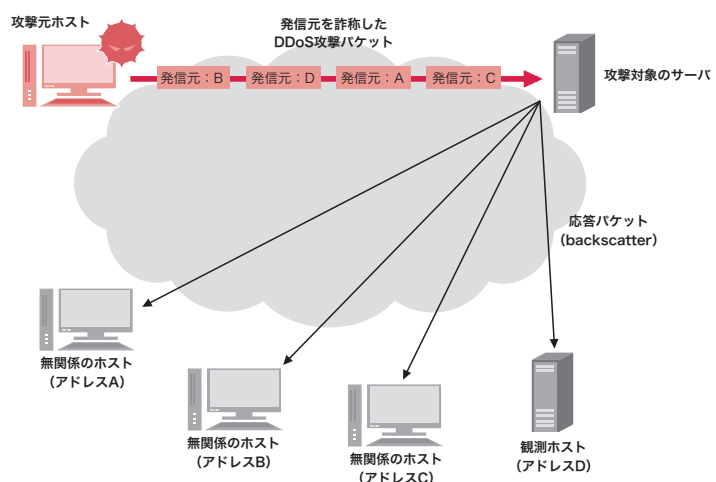 攻撃元ホスト
発信元を詐称した
DDoS攻撃パケット
発信元：B
発信元：D
発信元：A
発信元：C
攻撃対象のサーバ
応答パケット
（backscatter）
無関係のホスト
（アドレスA）
無関係のホスト
（アドレスB）
無関係のホスト
（アドレスC）
観測ホスト
（アドレスD）